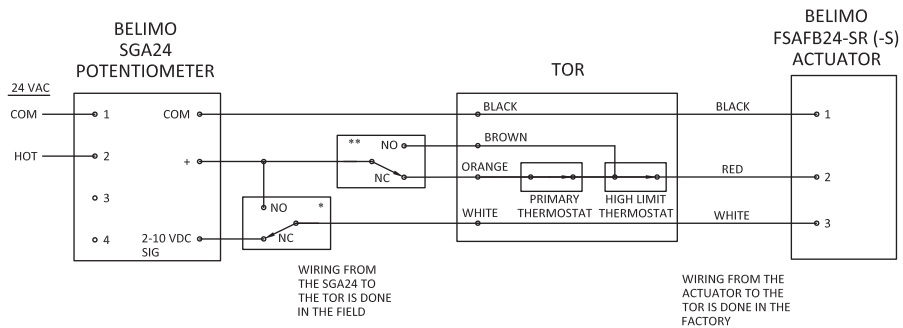 BELIMO
SGA24
POTENTIOMETER
24 VAC
COM
HOT
1
2
3
4
COM
+
2-10 VDC
SIG
**
NO
NC
NO
*
NC
WIRING FROM
THE SGA24 TO
THE TOR IS DONE
IN THE FIELD
TOR
BLACK
BROWN
ORANGE
WHITE
PRIMARY
THERMOSTAT
HIGH LIMIT
THERMOSTAT
BLACK
RED
WHITE
WIRING FROM THE
ACTUATOR TO THE
TOR IS DONE IN THE
FACTORY
BELIMO
FSAFB24-SR (-S)
ACTUATOR
1
2
3